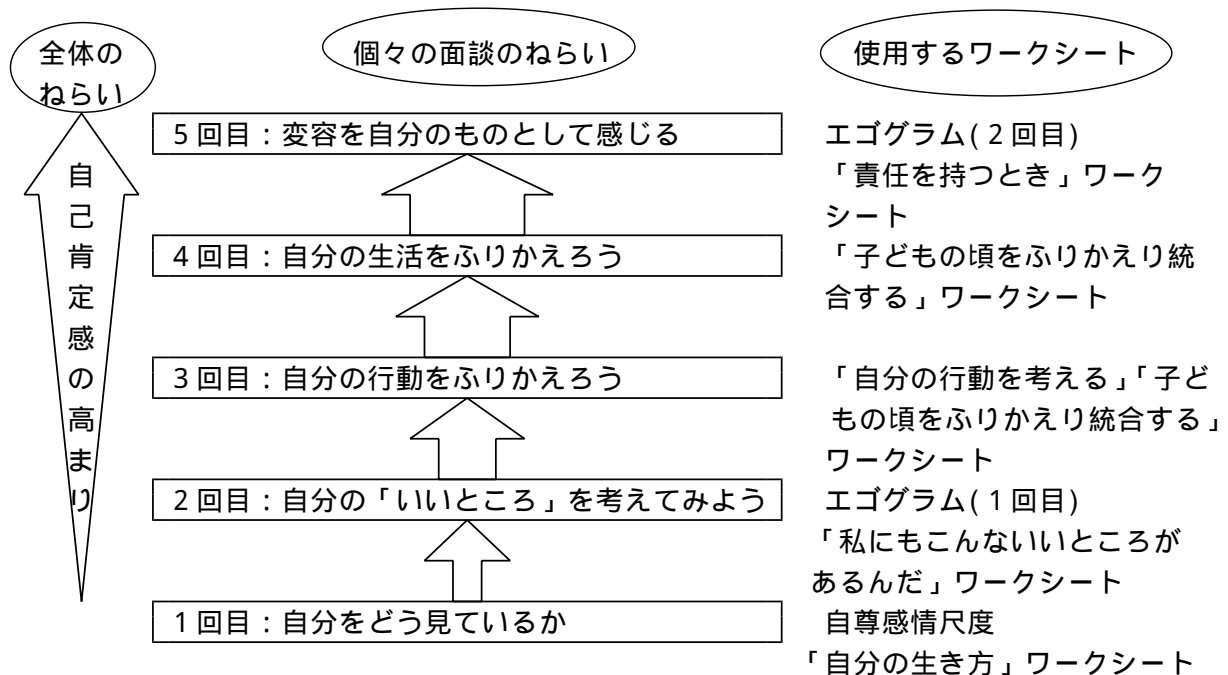 全体の
ねらい
個々の面談のねらい
使用するワークシート
自己肯定感の高まり
5回目:変容を自分のものとして感じる
エゴグラム(2回目)
「責任を持つとき」ワーク
シート
4回目:自分の生活をふりかえろう
「子どもの頃をふりかえり統
合する」ワークシート
3回目:自分の行動をふりかえろう
「自分の行動を考える」「子ど
もの頃をふりかえり統合する」
ワークシート
2回目:自分の「いいところ」を考えてみよう
エゴグラム(1回目)
「私にもこんないいところが
あるんだ」ワークシート
1回目:自分をどう見ているか
自尊感情尺度
「自分の生き方」ワークシート